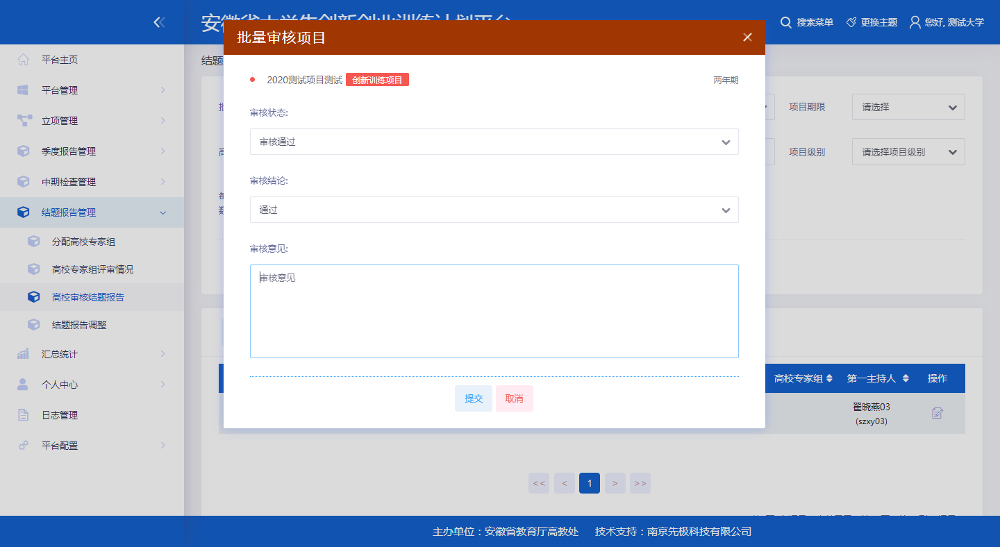 搜索菜单
更换主题
您好, 测试大学
批量审核项目
平台主页
平台管理
立项管理
季度报告管理
中期检查管理
结题报告管理
分配高校专家组
高校专家组评审情况
高校审核结题报告
结题报告调整
汇总统计
个人中心
日志管理
平台配置
结题
2020测试项目测试 创新训练项目 两年期
审核状态:
审核通过
审核结论:
通过
审核意见:
审核意见
提交 取消
项目期限 请选择
项目级别 请选择项目级别
高校专家组 第一主持人 操作
翟晓燕03
(szxy03)
<< < 1 > >>
主办单位：安徽省教育厅高教处 技术支持：南京先极科技有限公司